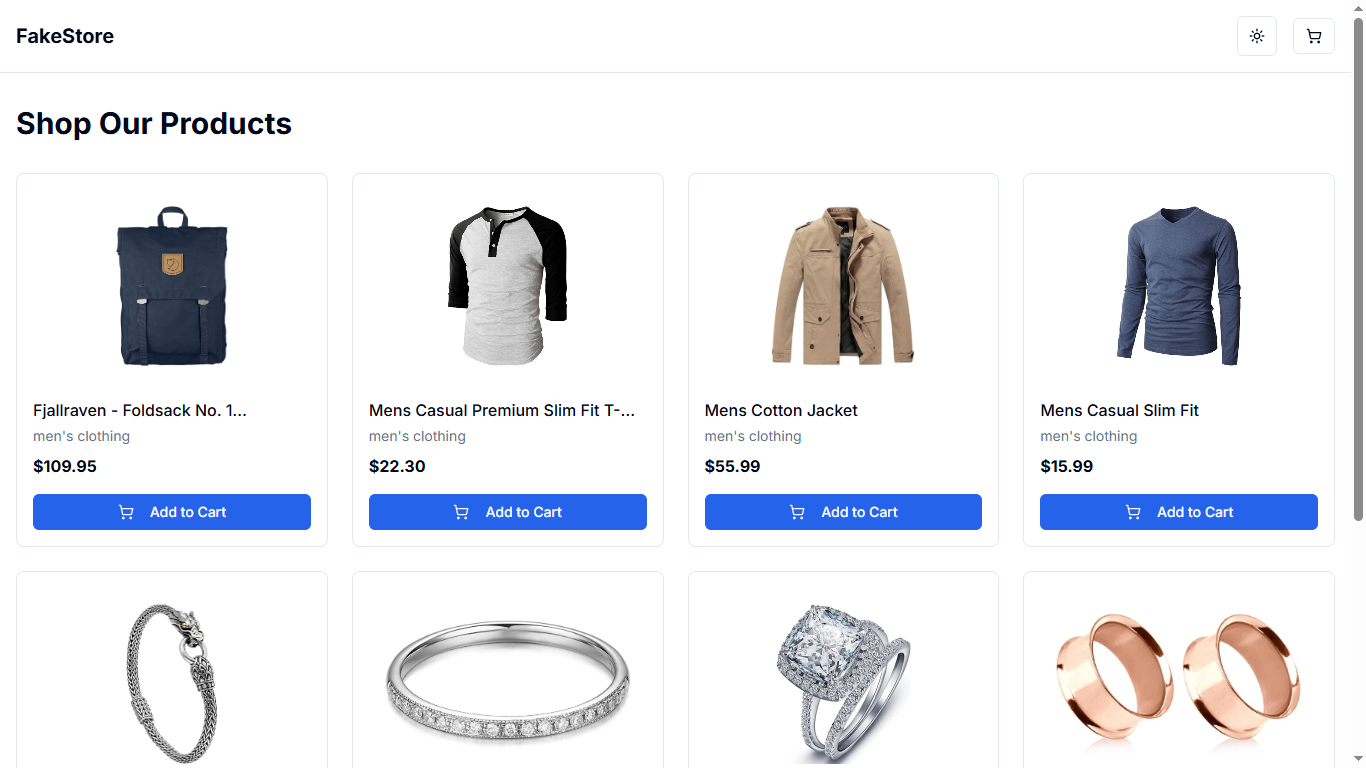 FakeStore
Shop Our Products
Fjallraven - Foldsack No. 1...
men's clothing
$109.95
Add to Cart
Mens Casual Premium Slim Fit T-...
men's clothing
$22.30
Add to Cart
Mens Cotton Jacket
men's clothing
$55.99
Add to Cart
Mens Casual Slim Fit
men's clothing
$15.99
Add to Cart